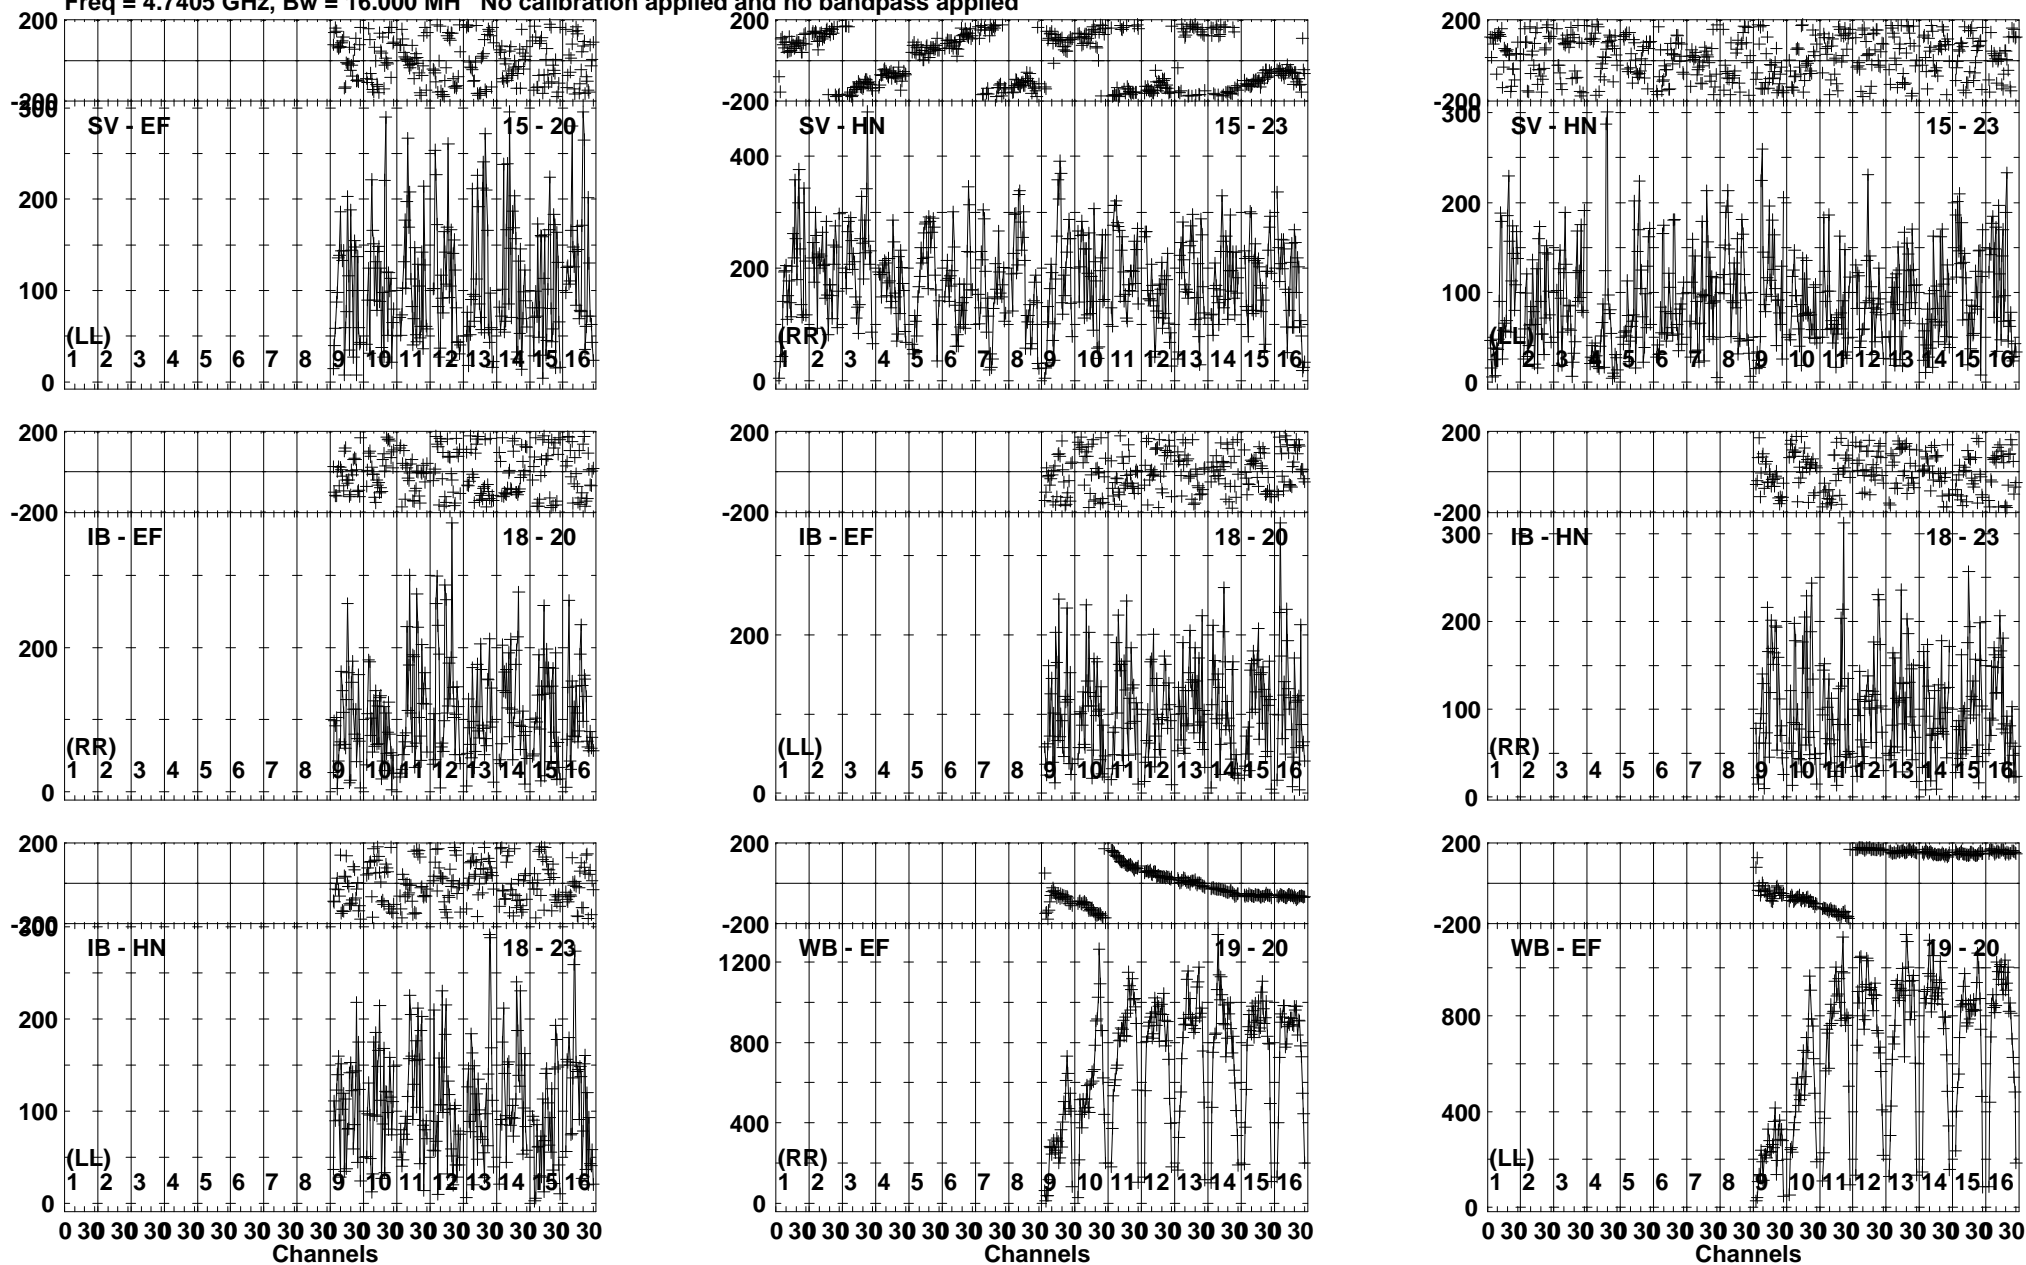 Freq = 4.7405 GHz, Bw = 16.000 MH No calibration applied and no bandpass applied
200 200 200
-200 -200 -200
300 SV - EF 15 - 20 SV - HN 15 - 23 300 SV - HN 15 - 23
400
200 200 200
100 100
(LL) (RR) (LL)
1 2 3 4 5 6 7 8 9 10 11 12 13 14 15 16 1 2 3 4 5 6 7 8 9 10 11 12 13 14 15 16 1 2 3 4 5 6 7 8 9 10 11 12 13 14 15 16
0 0 0
200 200 200
-200 -200 -200
IB - EF 18 - 20 IB - EF 18 - 20 300 IB - HN 18 - 23
200 200 200
100
(RR) (LL) (RR)
1 2 3 4 5 6 7 8 9 10 11 12 13 14 15 16 1 2 3 4 5 6 7 8 9 10 11 12 13 14 15 16 1 2 3 4 5 6 7 8 9 10 11 12 13 14 15 16
0 0 0
200 200 200
-200 -200 -200
300 IB - HN 18 - 23 WB - EF 19 - 20 WB - EF 19 - 20
1200
200 800 800
100 400 400
(LL) (RR) (LL)
1 2 3 4 5 6 7 8 9 10 11 12 13 14 15 16 1 2 3 4 5 6 7 8 9 10 11 12 13 14 15 16 1 2 3 4 5 6 7 8 9 10 11 12 13 14 15 16
0 0 0
0 30 0 30 0 30 0 30 0 30 0 30 0 30 0 30 0 30 0 30 0 30 0 30 0 30 0 30 0 30 0 30 0 30 0 30 0 30 0 30 0 30 0 30 0 30 0 30 0 30 0 30 0 30 0 30 0 30 0 30 0 30 0 30 0 30 0 30 0 30 0 30 0 30 0 30 0 30 0 30 0 30 0 30 0 30 0 30 0 30 0 30 0 30 0 30
Channels Channels Channels